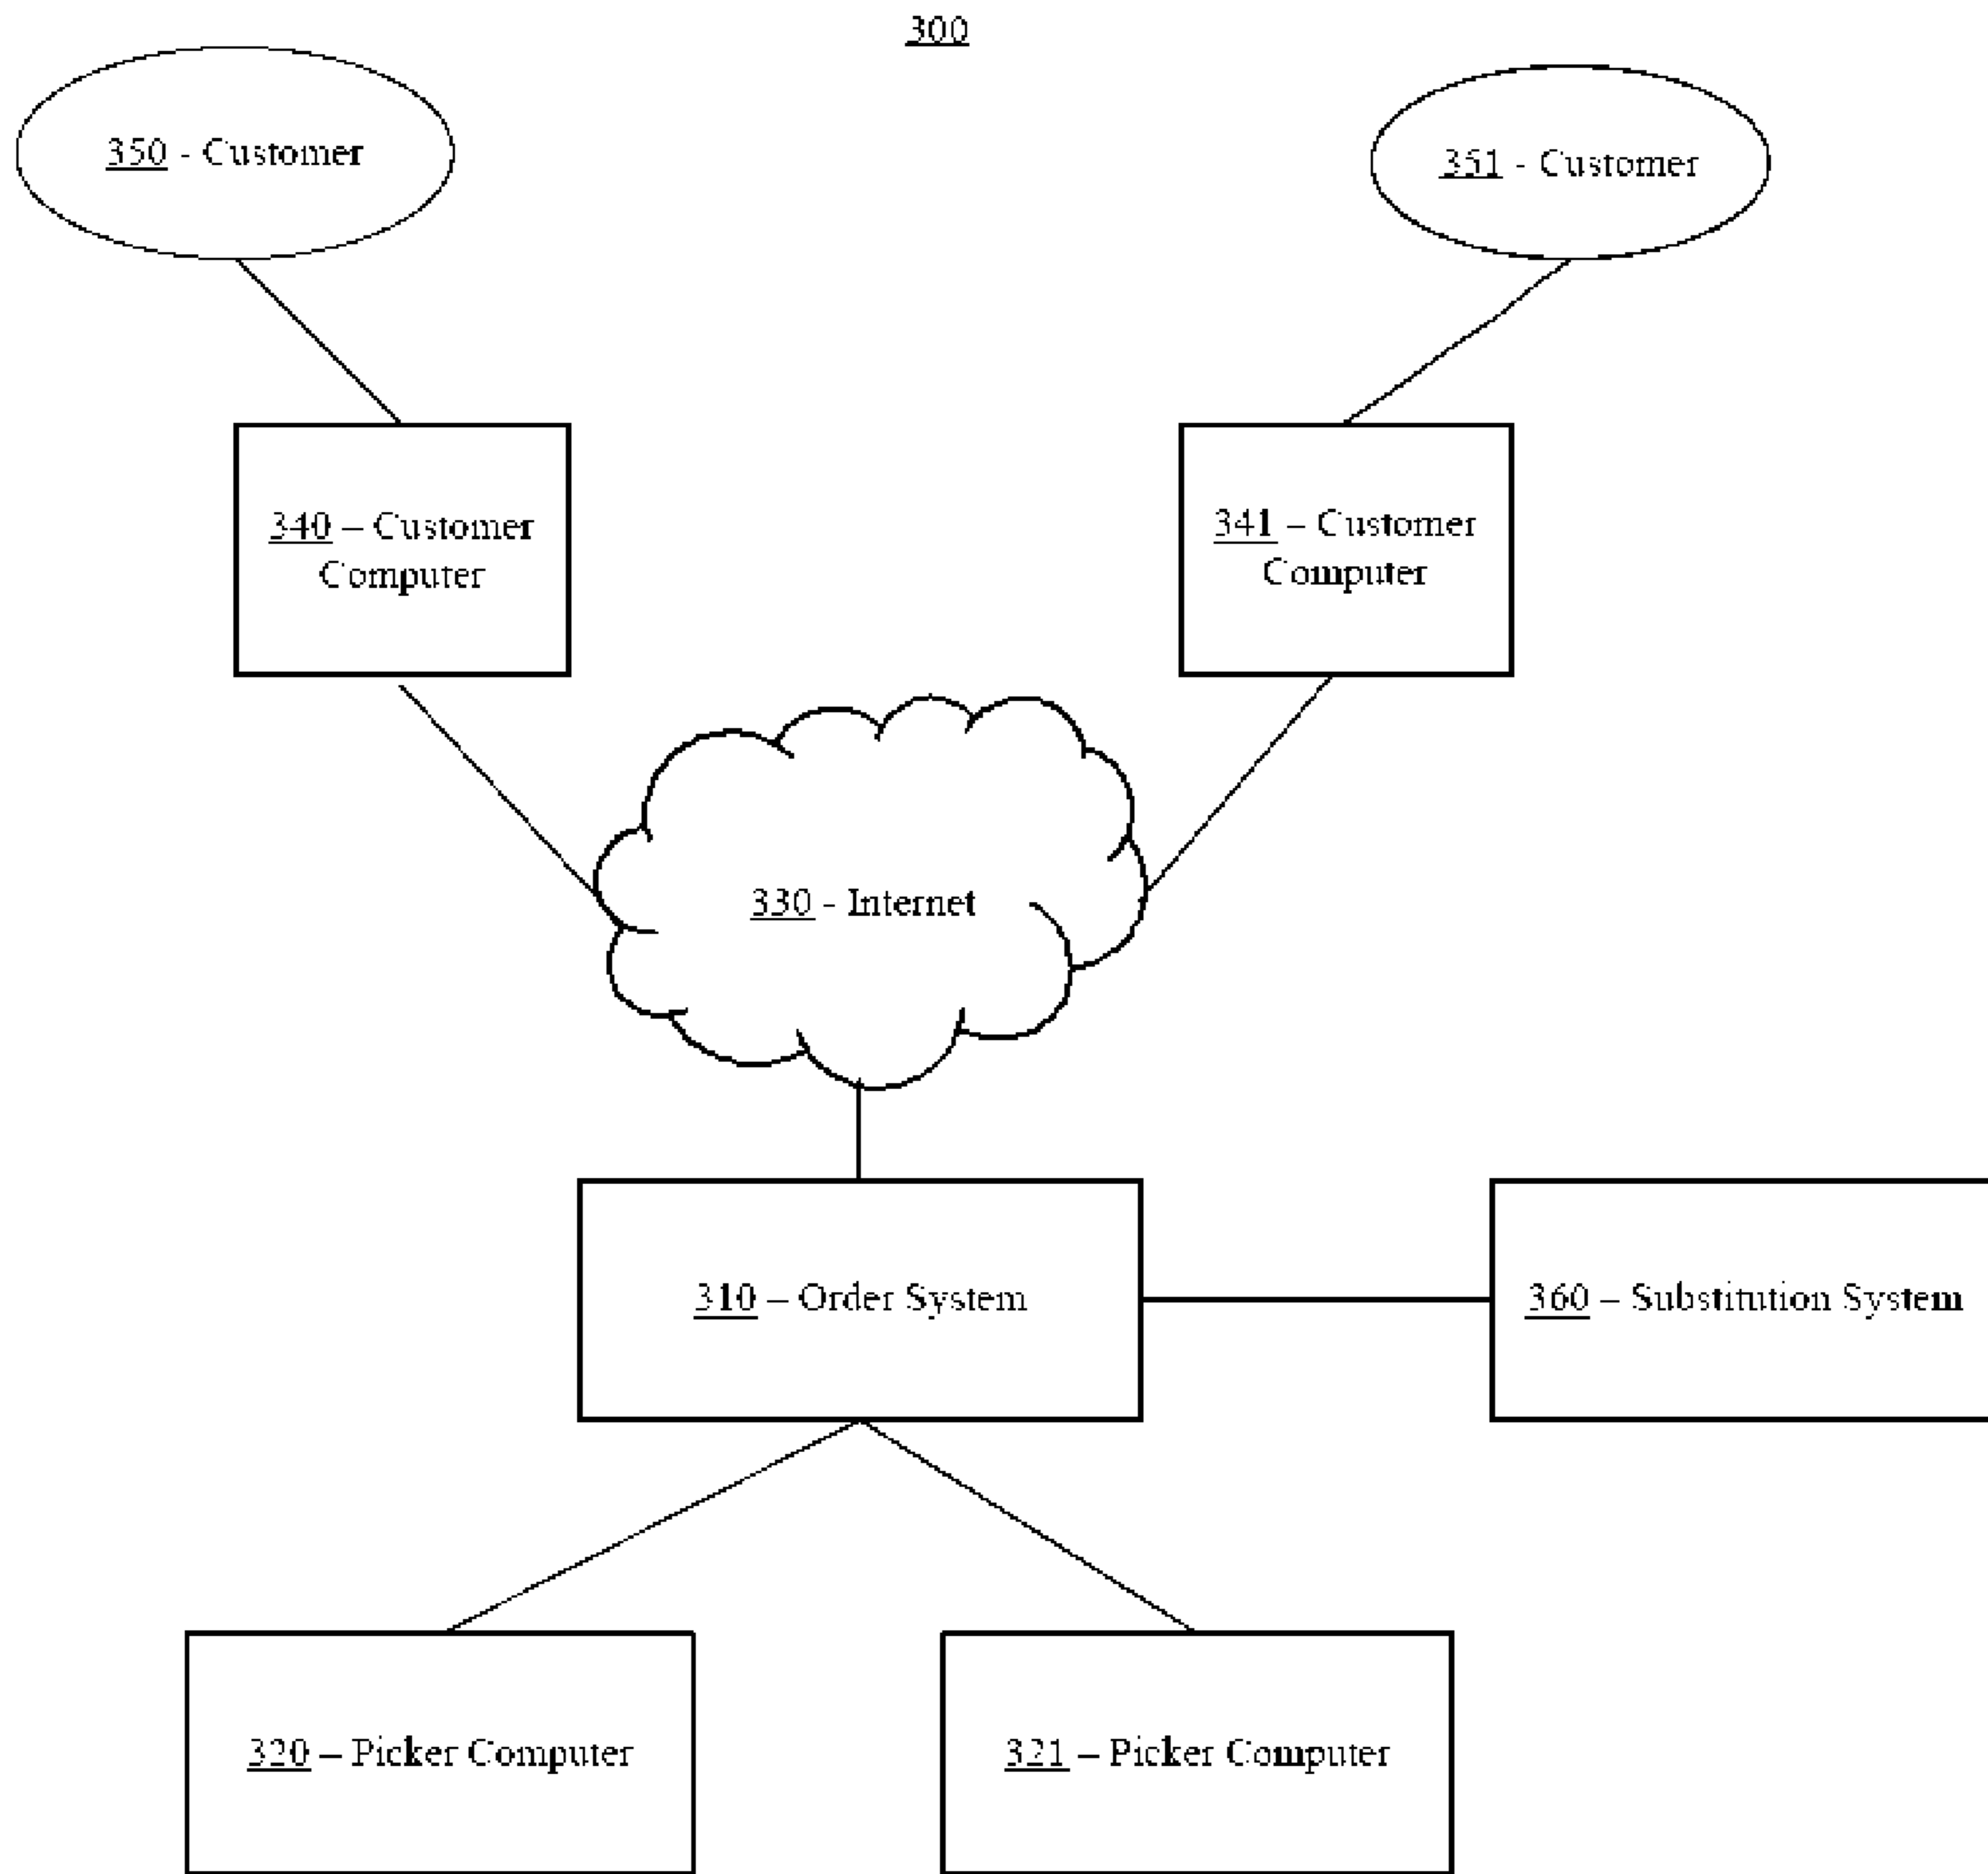 300
350 - Customer
351 - Customer
340 – Customer
Computer
341 – Customer
Computer
330 - Internet
310 – Order System
360 – Substitution System
320 – Picker Computer
321 – Picker Computer